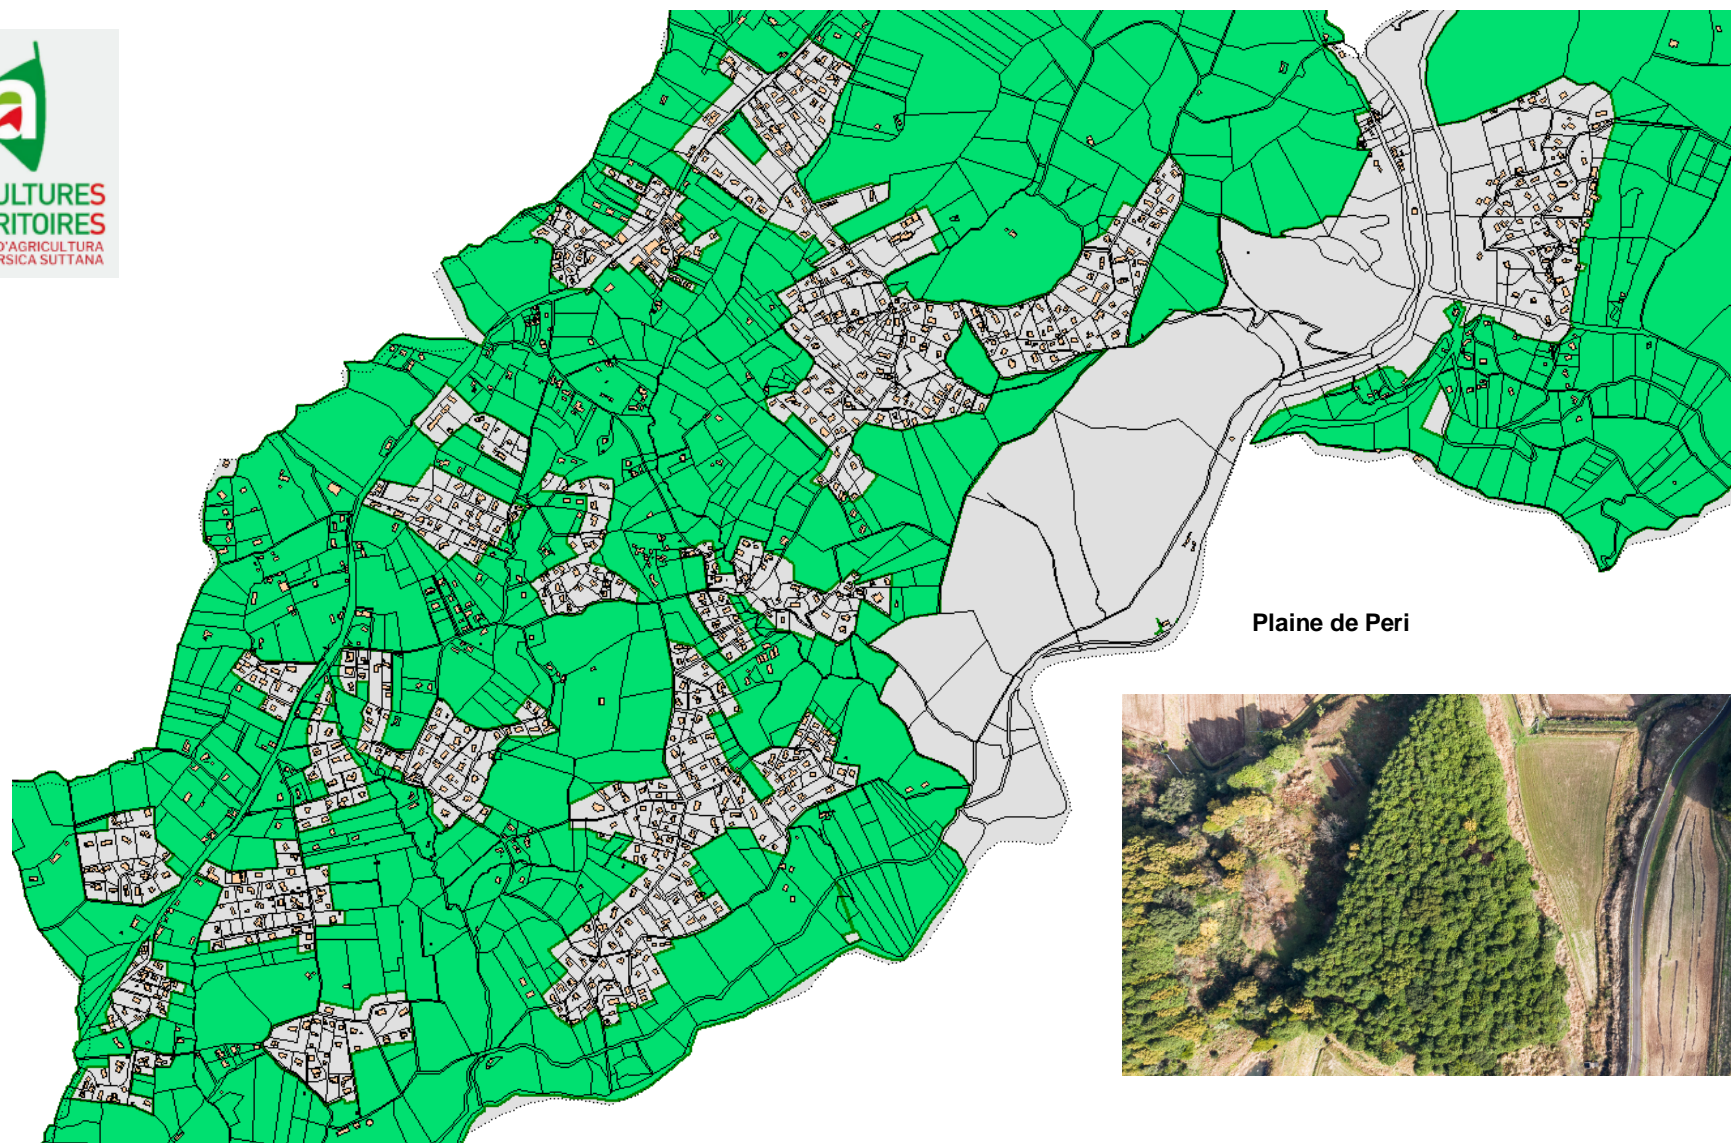 ULTURES
RITOIRES
D'AGRICULTURA
RSICA SUTTANA
Plaine de Peri